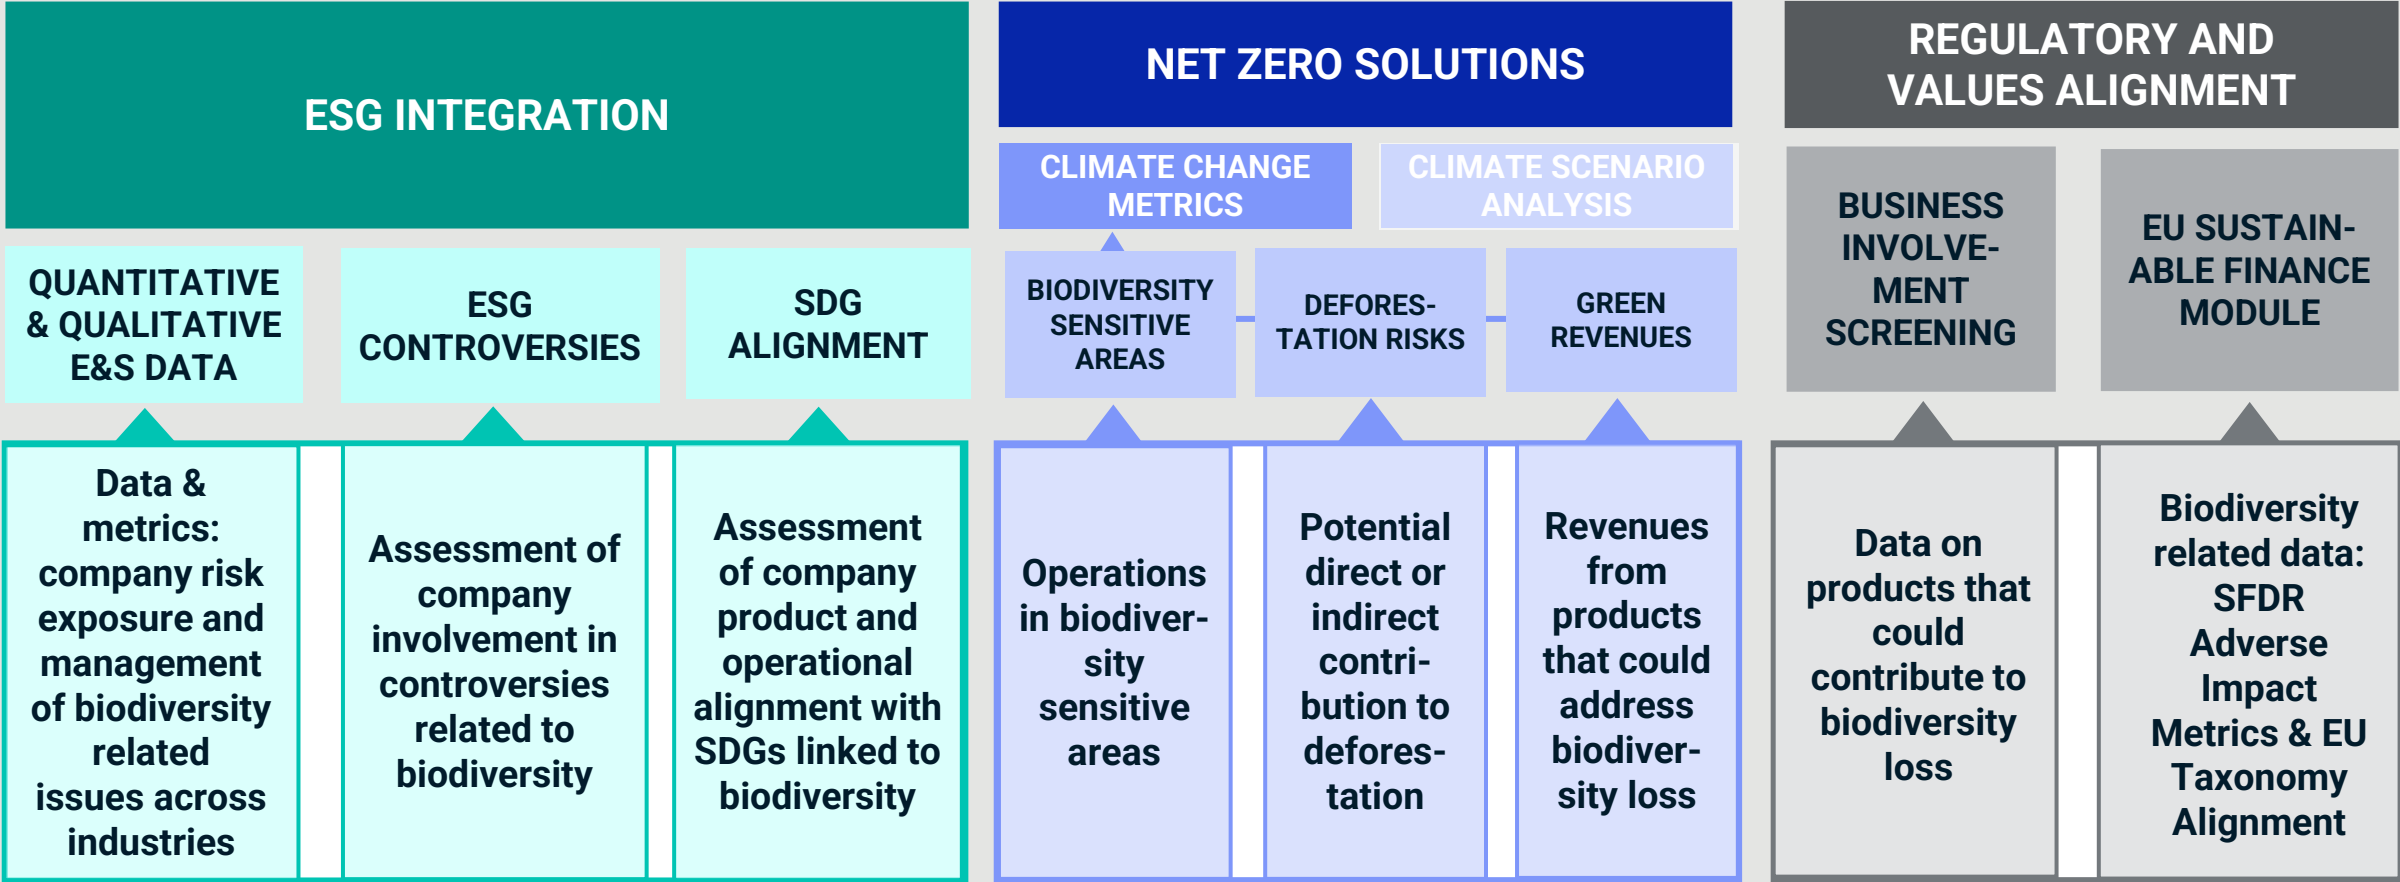 ESG INTEGRATION
NET ZERO SOLUTIONS
REGULATORY AND
VALUES ALIGNMENT
CLIMATE CHANGE
METRICS
CLIMATE SCENARIO
ANALYSIS
QUANTITATIVE
& QUALITATIVE
E&S DATA
ESG
CONTROVERSIES
SDG
ALIGNMENT
BIODIVERSITY
SENSITIVE
AREAS
DEFORES-
TATION RISKS
GREEN
REVENUES
BUSINESS
INVOLVE-
MENT
SCREENING
EU SUSTAIN-
ABLE FINANCE
MODULE
Data &
metrics:
company risk
exposure and
management
of biodiversity
related
issues across
industries
Assessment of
company
involvement in
controversies
related to
biodiversity
Assessment
of company
product and
operational
alignment with
SDGs linked to
biodiversity
Operations
in biodiver-
sity
sensitive
areas
Potential
direct or
indirect
contri-
bution to
defores-
tation
Revenues
from
products
that could
address
biodiver-
sity loss
Data on
products that
could
contribute to
biodiversity
loss
Biodiversity
related data:
SFDR
Adverse
Impact
Metrics & EU
Taxonomy
Alignment